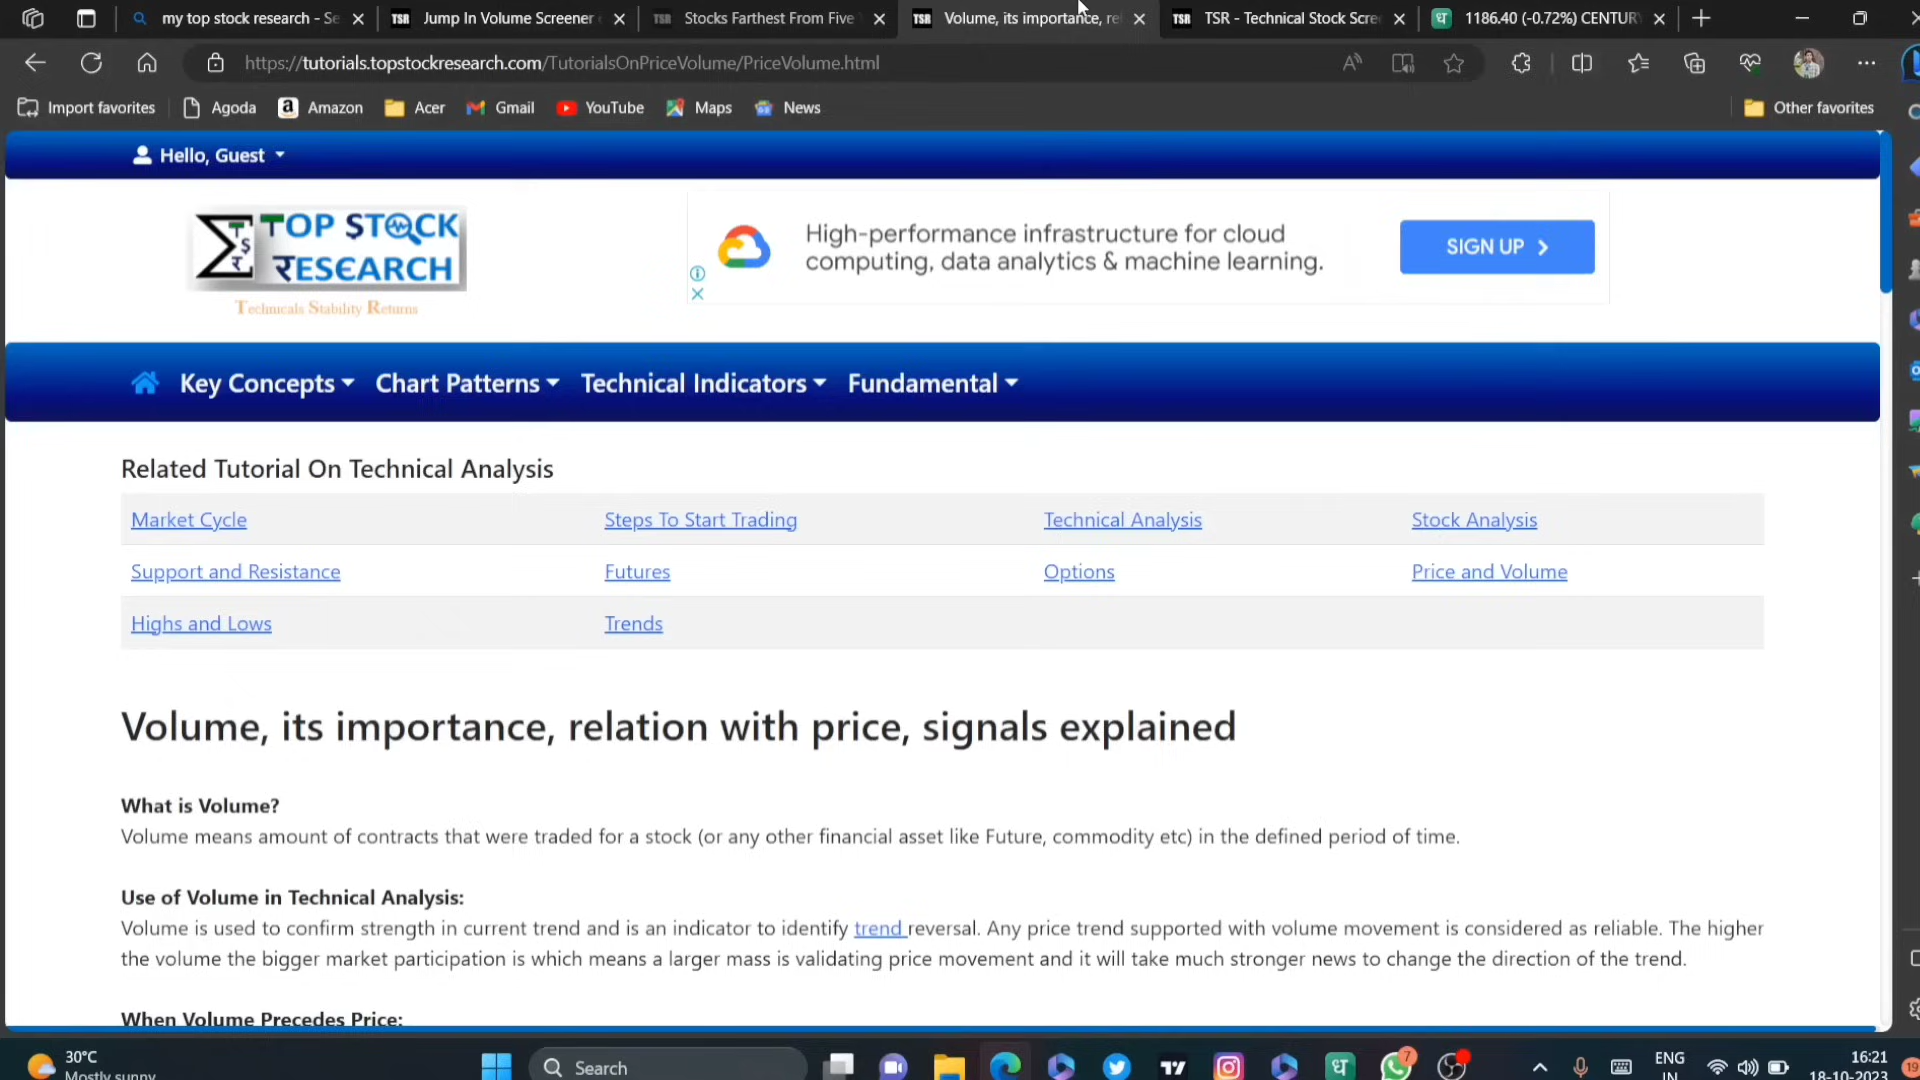 my top stock research - Se
Jump In Volume Screener
Stocks Farthest From Five
Volume, its importance, re
TSR - Technical Stock Scre
1186.40 (-0.72%) CENTUR
https://tutorials.topstockresearch.com/TutorialsOnPriceVolume/PriceVolume.html
Import favorites Agoda Amazon Acer Gmail YouTube Maps News Other favorites
Hello, Guest
TOP STOCK
RESEARCH
Technicals Stability Returns
High-performance infrastructure for cloud
computing, data analytics & machine learning.
SIGN UP
Key Concepts Chart Patterns Technical Indicators Fundamental
Related Tutorial On Technical Analysis
Market Cycle Steps To Start Trading Technical Analysis Stock Analysis
Support and Resistance Futures Options Price and Volume
Highs and Lows Trends
Volume, its importance, relation with price, signals explained
What is Volume?
Volume means amount of contracts that were traded for a stock (or any other financial asset like Future, commodity etc) in the defined period of time.
Use of Volume in Technical Analysis:
Volume is used to confirm strength in current trend and is an indicator to identify trend reversal. Any price trend supported with volume movement is considered as reliable. The higher
the volume the bigger market participation is which means a larger mass is validating price movement and it will take much stronger news to change the direction of the trend.
When Volume Precedes Price:
30°C
Mostly sunny
Search
7
ENG
IN
16:21
18-10-2023
19